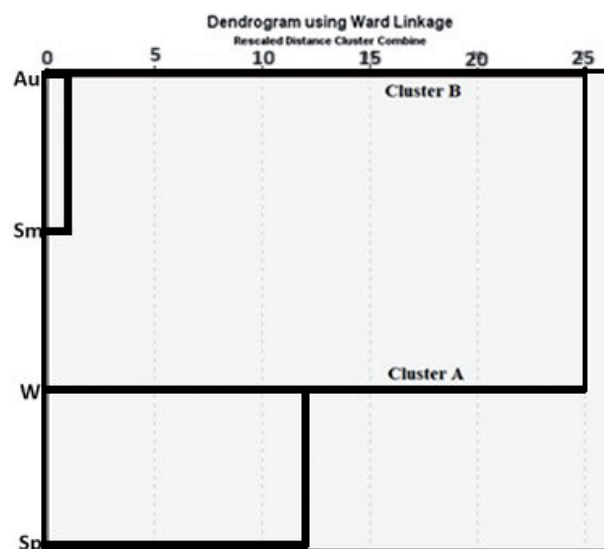 Dendrogram using Ward Linkage
Rescaled Distance Cluster Combine
0 5 10 15 20 25
Au
Cluster B
Sm
Cluster A
W
Sp